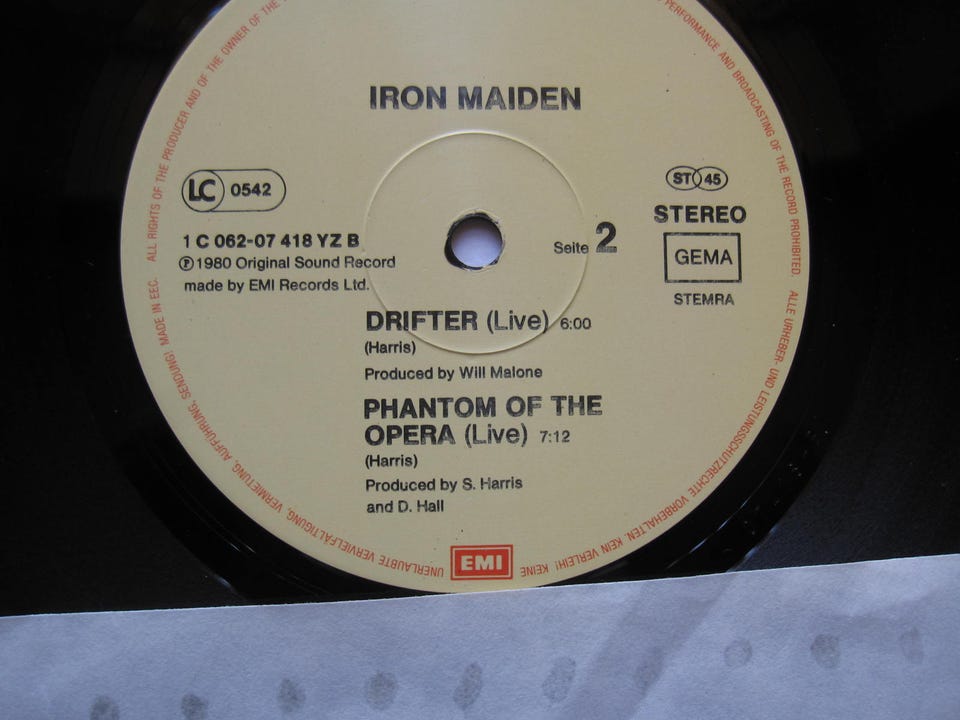 IRON MAIDEN
LC 0542
1 C 062-07 418 YZ B
Ⓟ 1980 Original Sound Record
made by EMI Records Ltd.
Seite 2
ST 45
STEREO
GEMA
STEMRA
DRIFTER (Live) 6:00
(Harris)
Produced by Will Malone
PHANTOM OF THE
OPERA (Live) 7:12
(Harris)
Produced by S. Harris
and D. Hall
EMI
ALL RIGHTS OF THE PRODUCER AND OF THE OWNER OF THE
PERFORMANCE AND BROADCASTING OF THE RECORD PROHIBITED. ALLE URHEBER- UND LEISTUNGSSCHUTZRECHTE VORBEHALTEN. KEIN VERLEIH! KEINE
UNERLAUBTE VERVIELFÄLTIGUNG, VERMIETUNG, AUFFÜHRUNG, SENDUNG! MADE IN EEC.